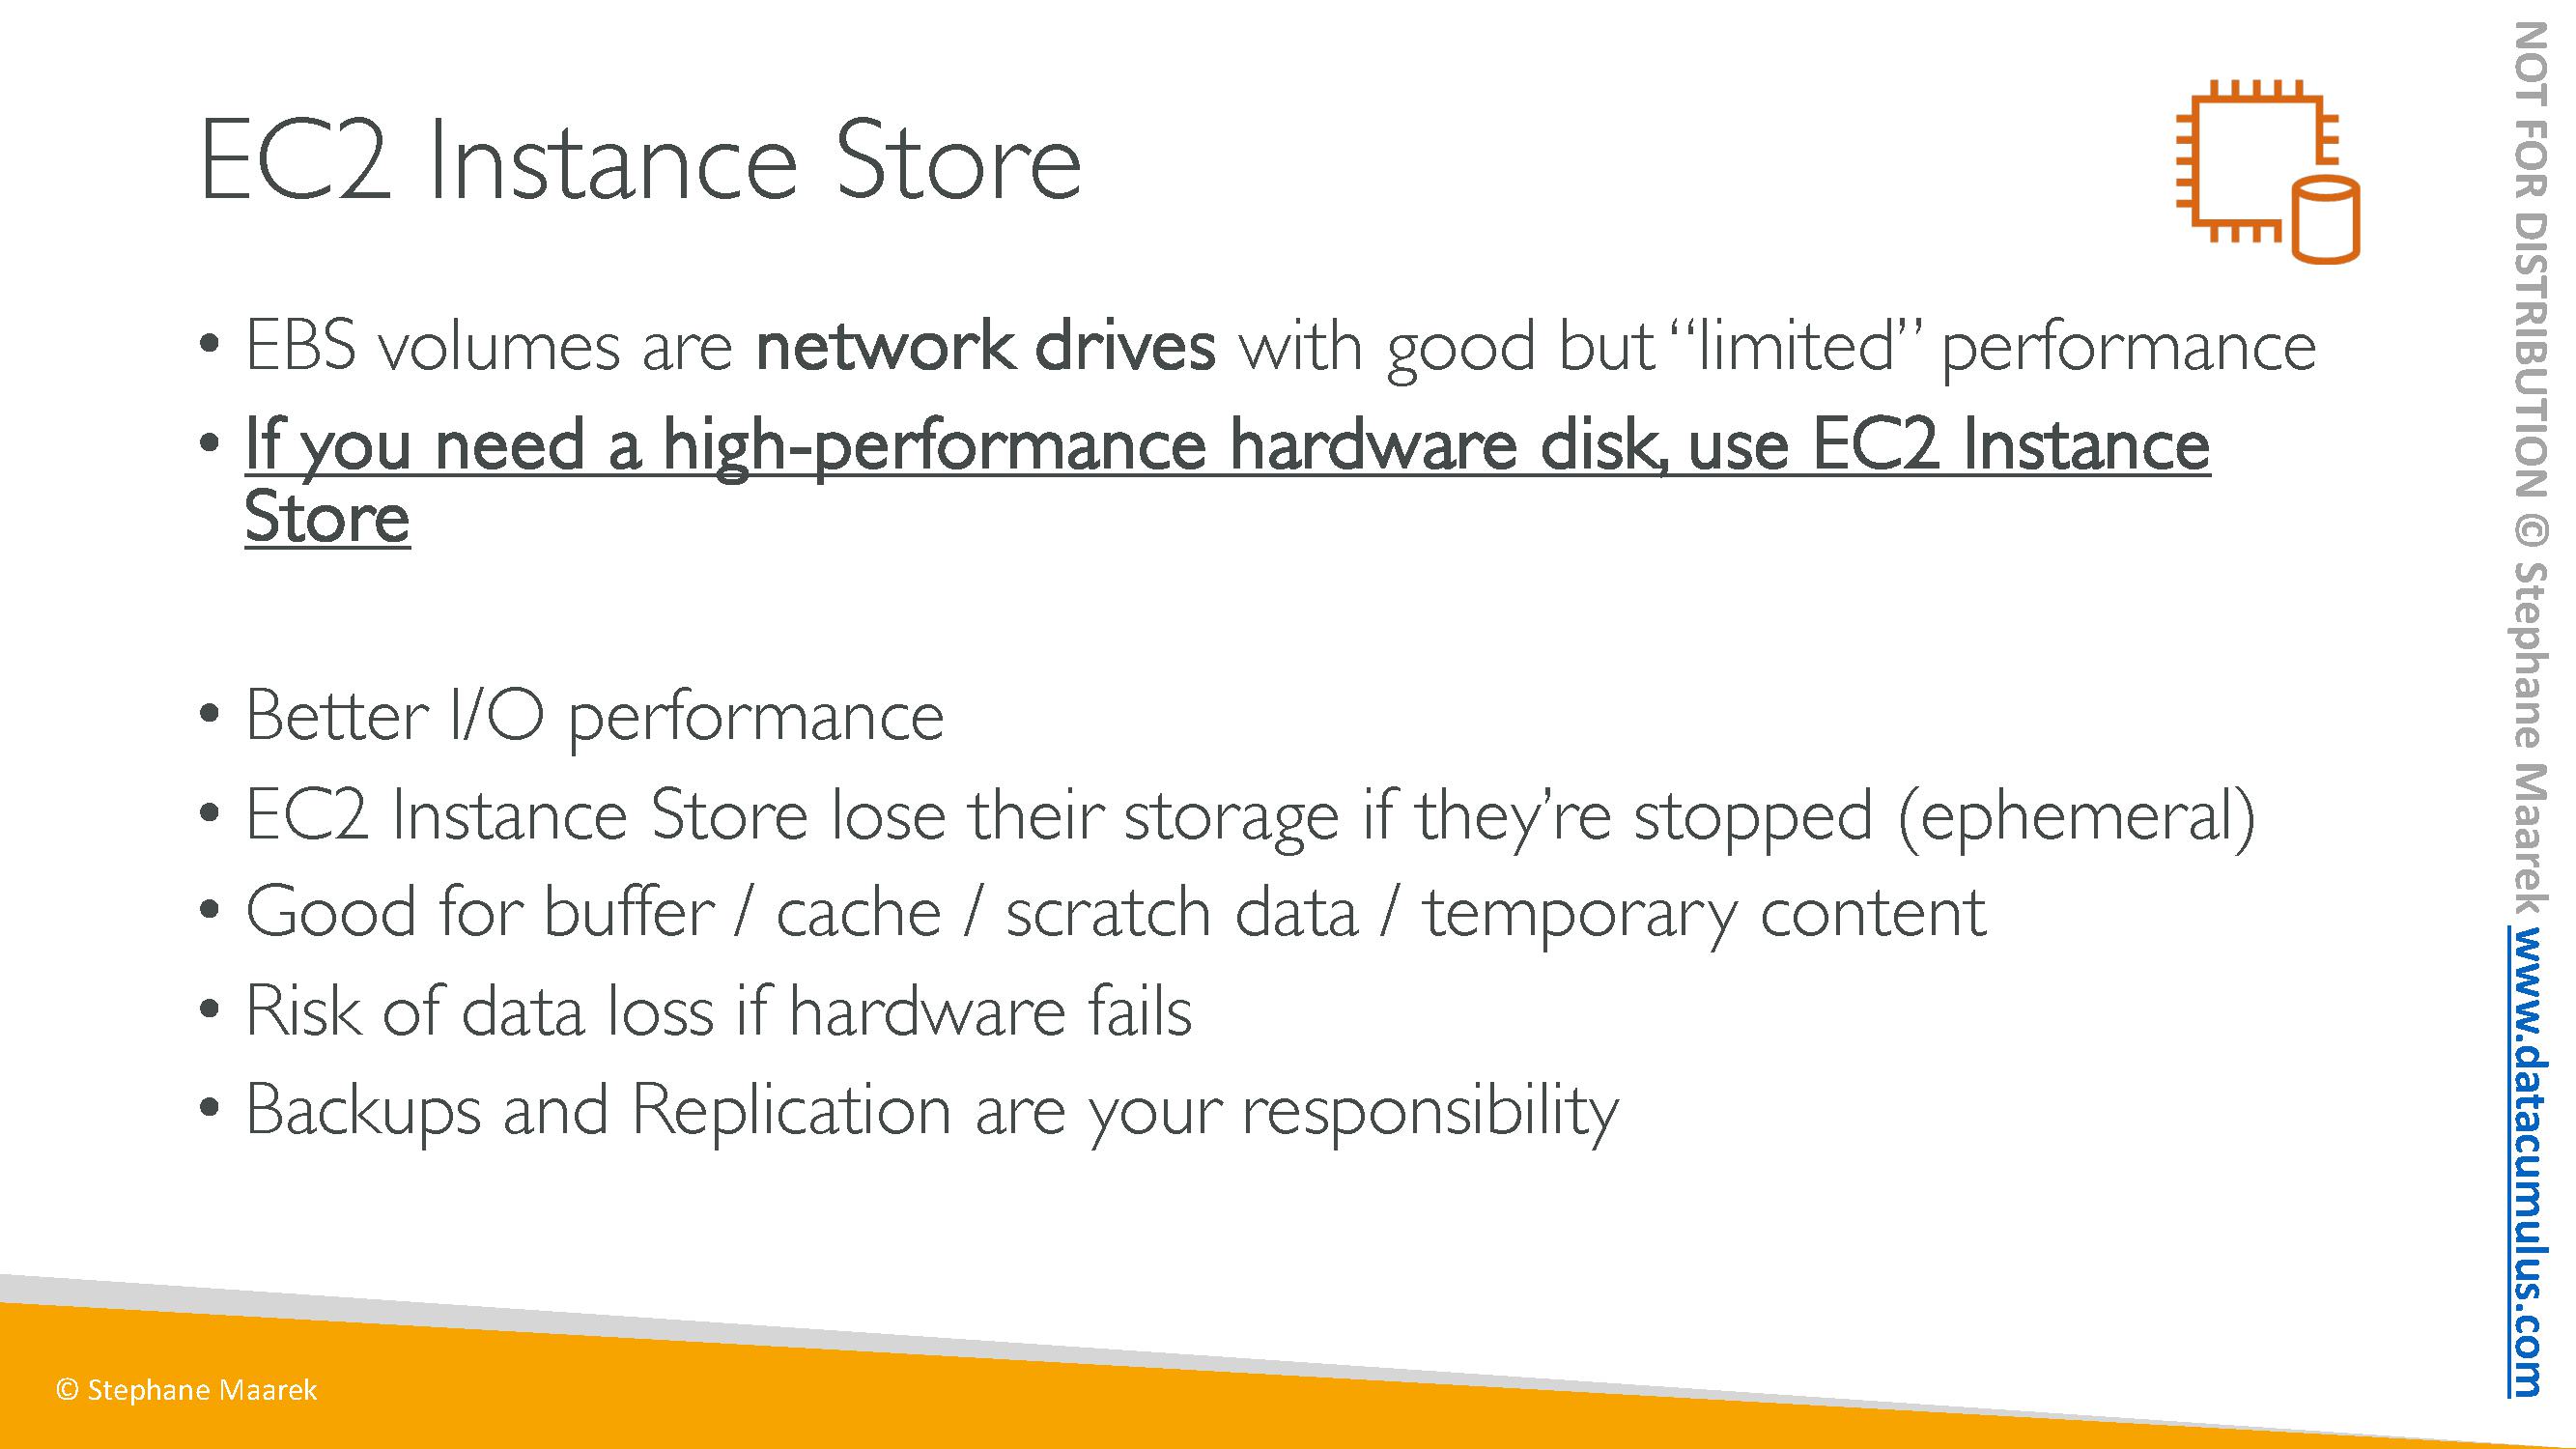 EC2 Instance Store
• EBS volumes are network drives with good but “limited” performance
• If you need a high-performance hardware disk, use EC2 Instance
Store
• Better I/O performance
• EC2 Instance Store lose their storage if they’re stopped (ephemeral)
• Good for buffer / cache / scratch data / temporary content
• Risk of data loss if hardware fails
• Backups and Replication are your responsibility
© Stephane Maarek
NOT FOR DISTRIBUTION © Stephane Maarek www.datacumulus.com